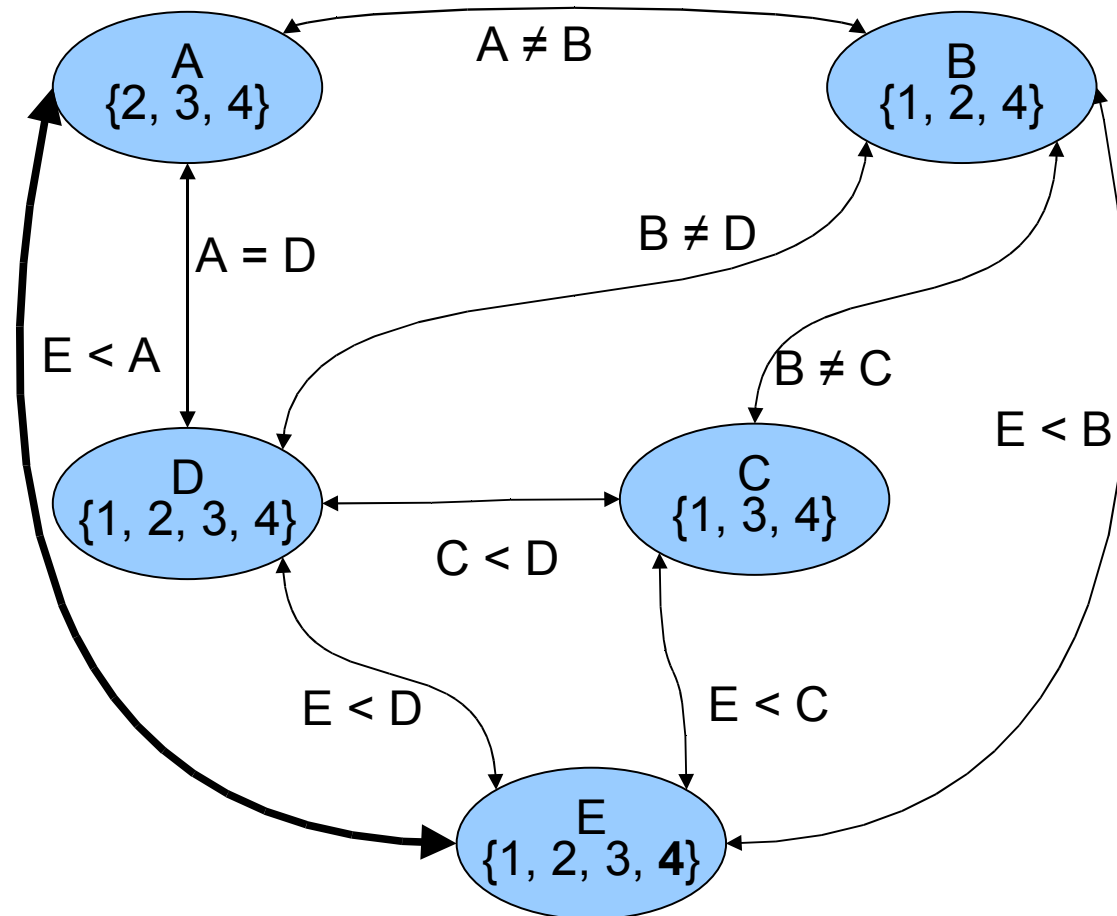 A ≠ B
A
{2, 3, 4}
B
{1, 2, 4}
B ≠ D
A = D
E < A
B ≠ C
E < B
D
{1, 2, 3, 4}
C
{1, 3, 4}
C < D
E < D
E < C
E
{1, 2, 3, 4}